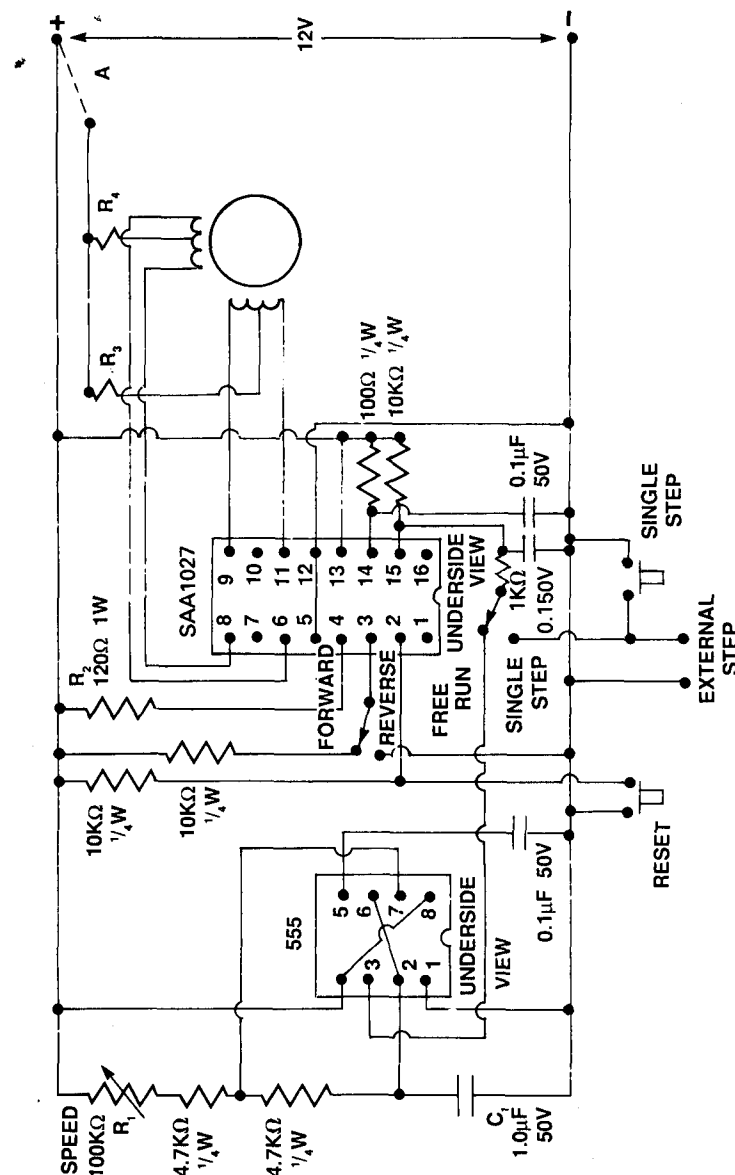 SPEED
100KΩ
R₁
4.7KΩ
¼W
4.7KΩ
¼W
C₁
1.0μF
50V
555
5
6
7
8
3
2
1
UNDERSIDE
VIEW
0.1μF 50V
10KΩ
¼W
10KΩ
¼W
RESET
FORWARD
REVERSE
R₂
120Ω 1W
SAA1027
8
7
6
5
4
3
2
1
9
10
11
12
13
14
15
16
UNDERSIDE
VIEW
FREE
RUN
SINGLE
STEP
1KΩ
0.150V
EXTERNAL
STEP
0.1μF
50V
SINGLE
STEP
100Ω ¼W
10KΩ ¼W
R₃
R₄
A
+
12V
−